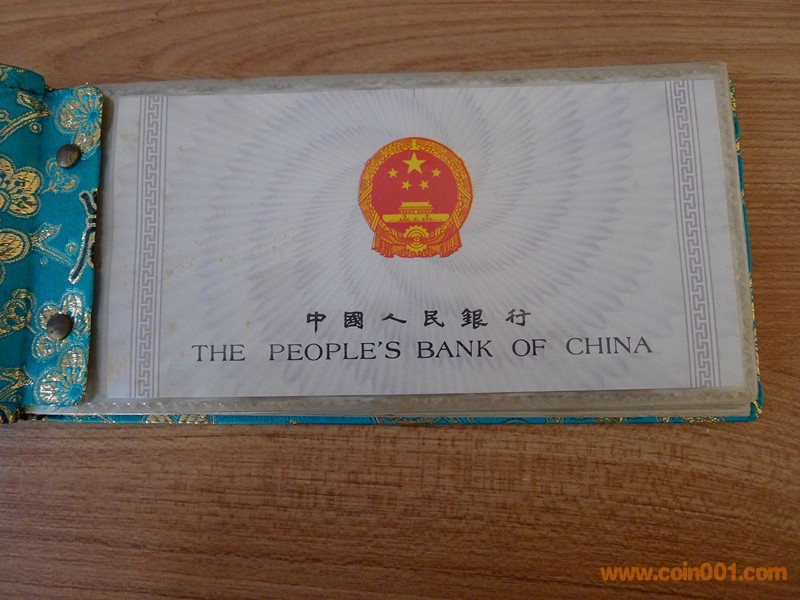 中國人民銀行
THE PEOPLE'S BANK OF CHINA
www.coin001.com